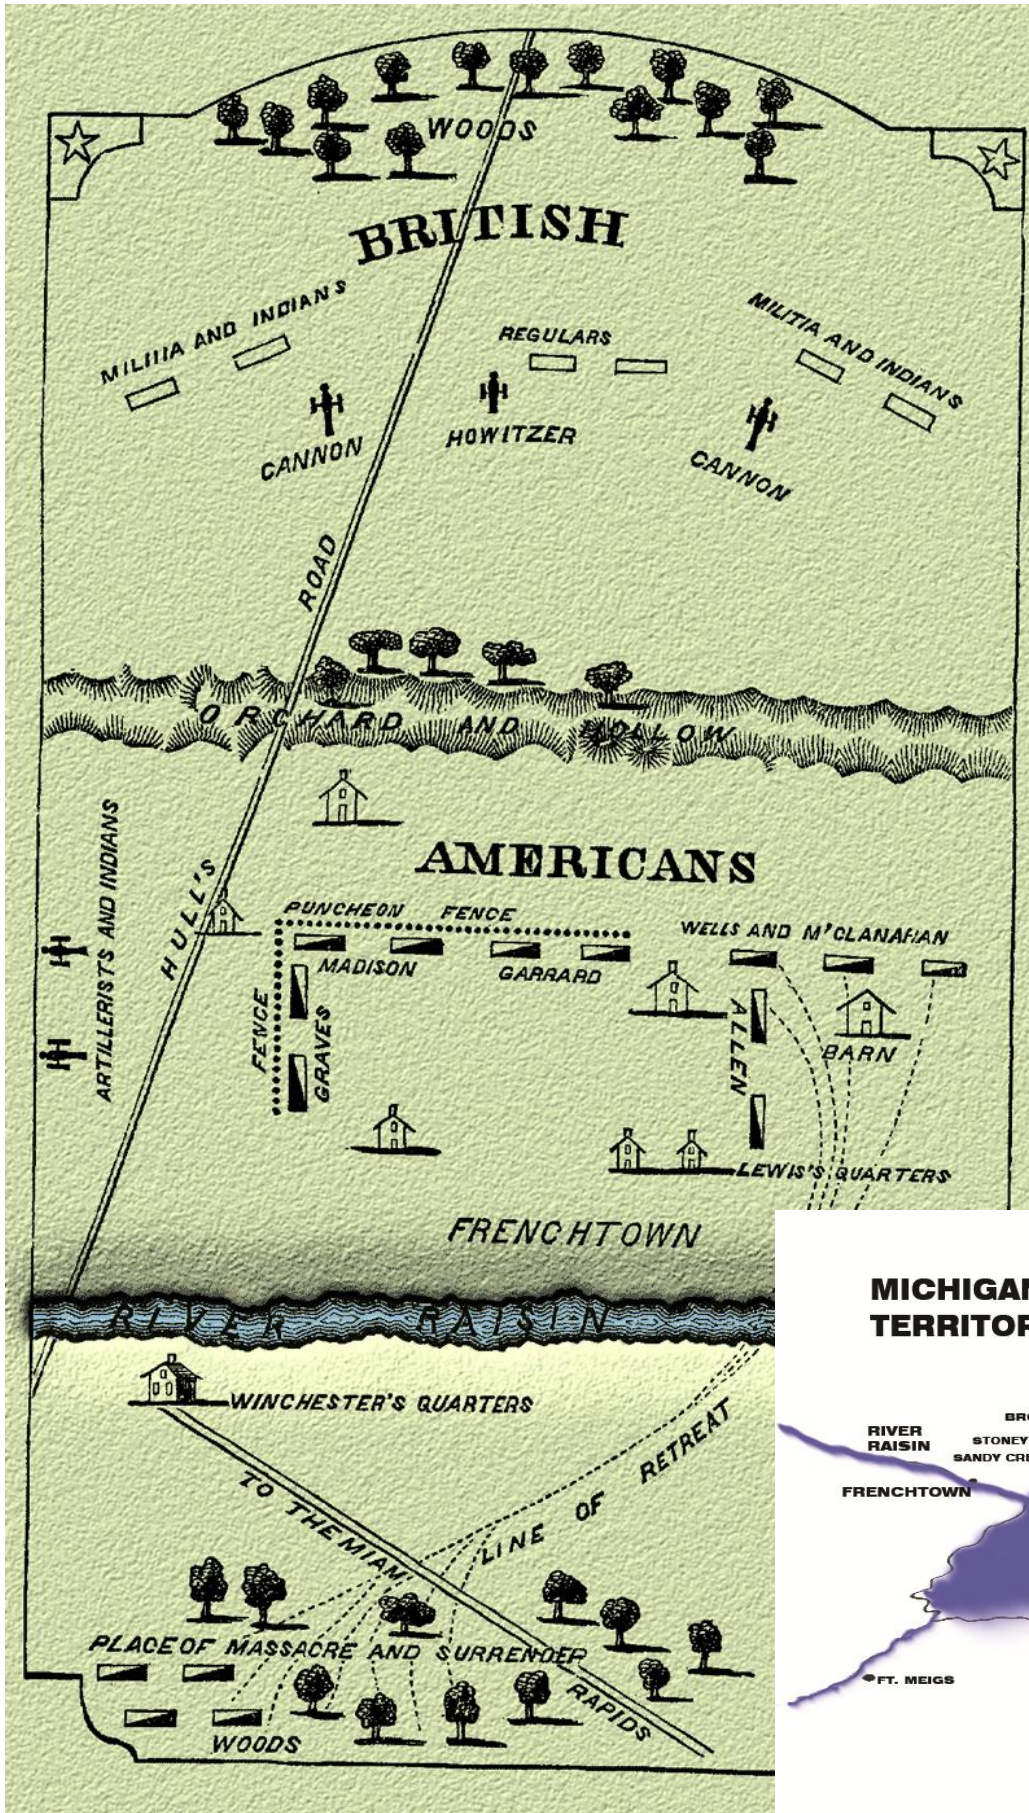 WOODS
BRITISH
MILITIA AND INDIANS
REGULARS
MILITIA AND INDIANS
CANNON
HOWITZER
CANNON
ROAD
ORCHARD AND HOLLOW
AMERICANS
ARTILLERISTS AND INDIANS
HULL'S
PUNCHEON FENCE
WELLS AND M'CLANAHAN
MADISON
GARRARD
FENCE
GRAVES
ALLEN
BARN
LEWIS'S QUARTERS
FRENCHTOWN
RIVER RAISIN
WINCHESTER'S QUARTERS
TO THE MIAMI
LINE OF RETREAT
PLACE OF MASSACRE AND SURRENDER
RAPIDS
WOODS
MICHIGAN
TERRITOR
BRO
RIVER
RAISIN
STONEY
SANDY CRE
FRENCHTOWN
FT. MEIGS